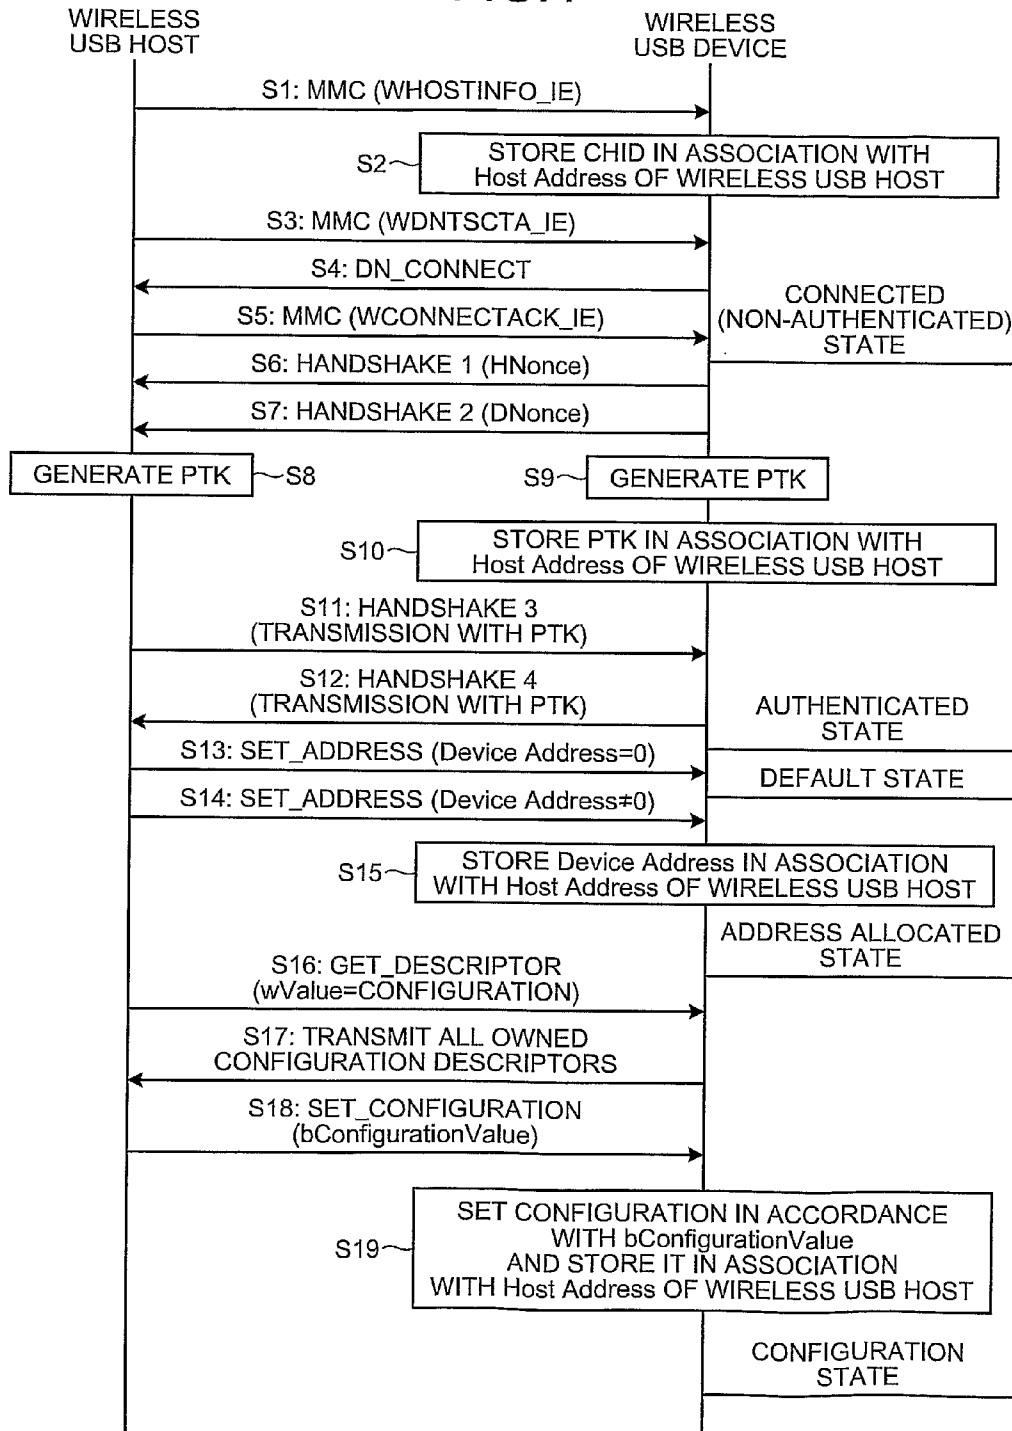 WIRELESS
USB HOST
WIRELESS
USB DEVICE
S1: MMC (WHOSTINFO_IE)
S2
STORE CHID IN ASSOCIATION WITH
Host Address OF WIRELESS USB HOST
S3: MMC (WDNTSCTA_IE)
S4: DN_CONNECT
S5: MMC (WCONNECTACK_IE)
CONNECTED
(NON-AUTHENTICATED)
STATE
S6: HANDSHAKE 1 (HNonce)
S7: HANDSHAKE 2 (DNonce)
GENERATE PTK
S8
S9
GENERATE PTK
S10
STORE PTK IN ASSOCIATION WITH
Host Address OF WIRELESS USB HOST
S11: HANDSHAKE 3
(TRANSMISSION WITH PTK)
S12: HANDSHAKE 4
(TRANSMISSION WITH PTK)
AUTHENTICATED
STATE
S13: SET_ADDRESS (Device Address=0)
DEFAULT STATE
S14: SET_ADDRESS (Device Address≠0)
S15
STORE Device Address IN ASSOCIATION
WITH Host Address OF WIRELESS USB HOST
ADDRESS ALLOCATED
STATE
S16: GET_DESCRIPTOR
(wValue=CONFIGURATION)
S17: TRANSMIT ALL OWNED
CONFIGURATION DESCRIPTORS
S18: SET_CONFIGURATION
(bConfigurationValue)
S19
SET CONFIGURATION IN ACCORDANCE
WITH bConfigurationValue
AND STORE IT IN ASSOCIATION
WITH Host Address OF WIRELESS USB HOST
CONFIGURATION
STATE